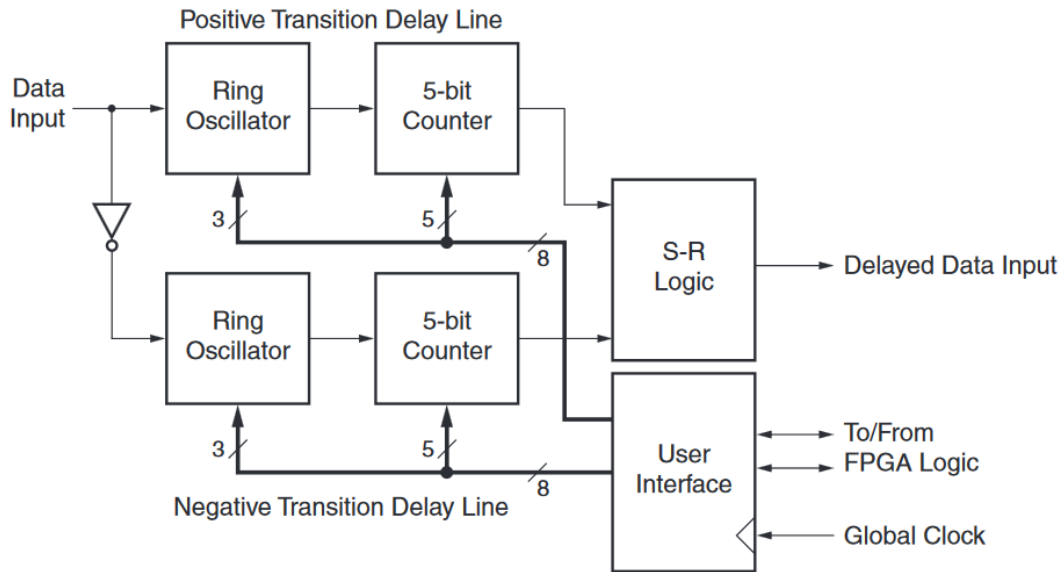 Positive Transition Delay Line
Data
Input
Ring
Oscillator
5-bit
Counter
3
5
8
S-R
Logic
Delayed Data Input
Ring
Oscillator
5-bit
Counter
3
5
8
User
Interface
To/From
FPGA Logic
Global Clock
Negative Transition Delay Line